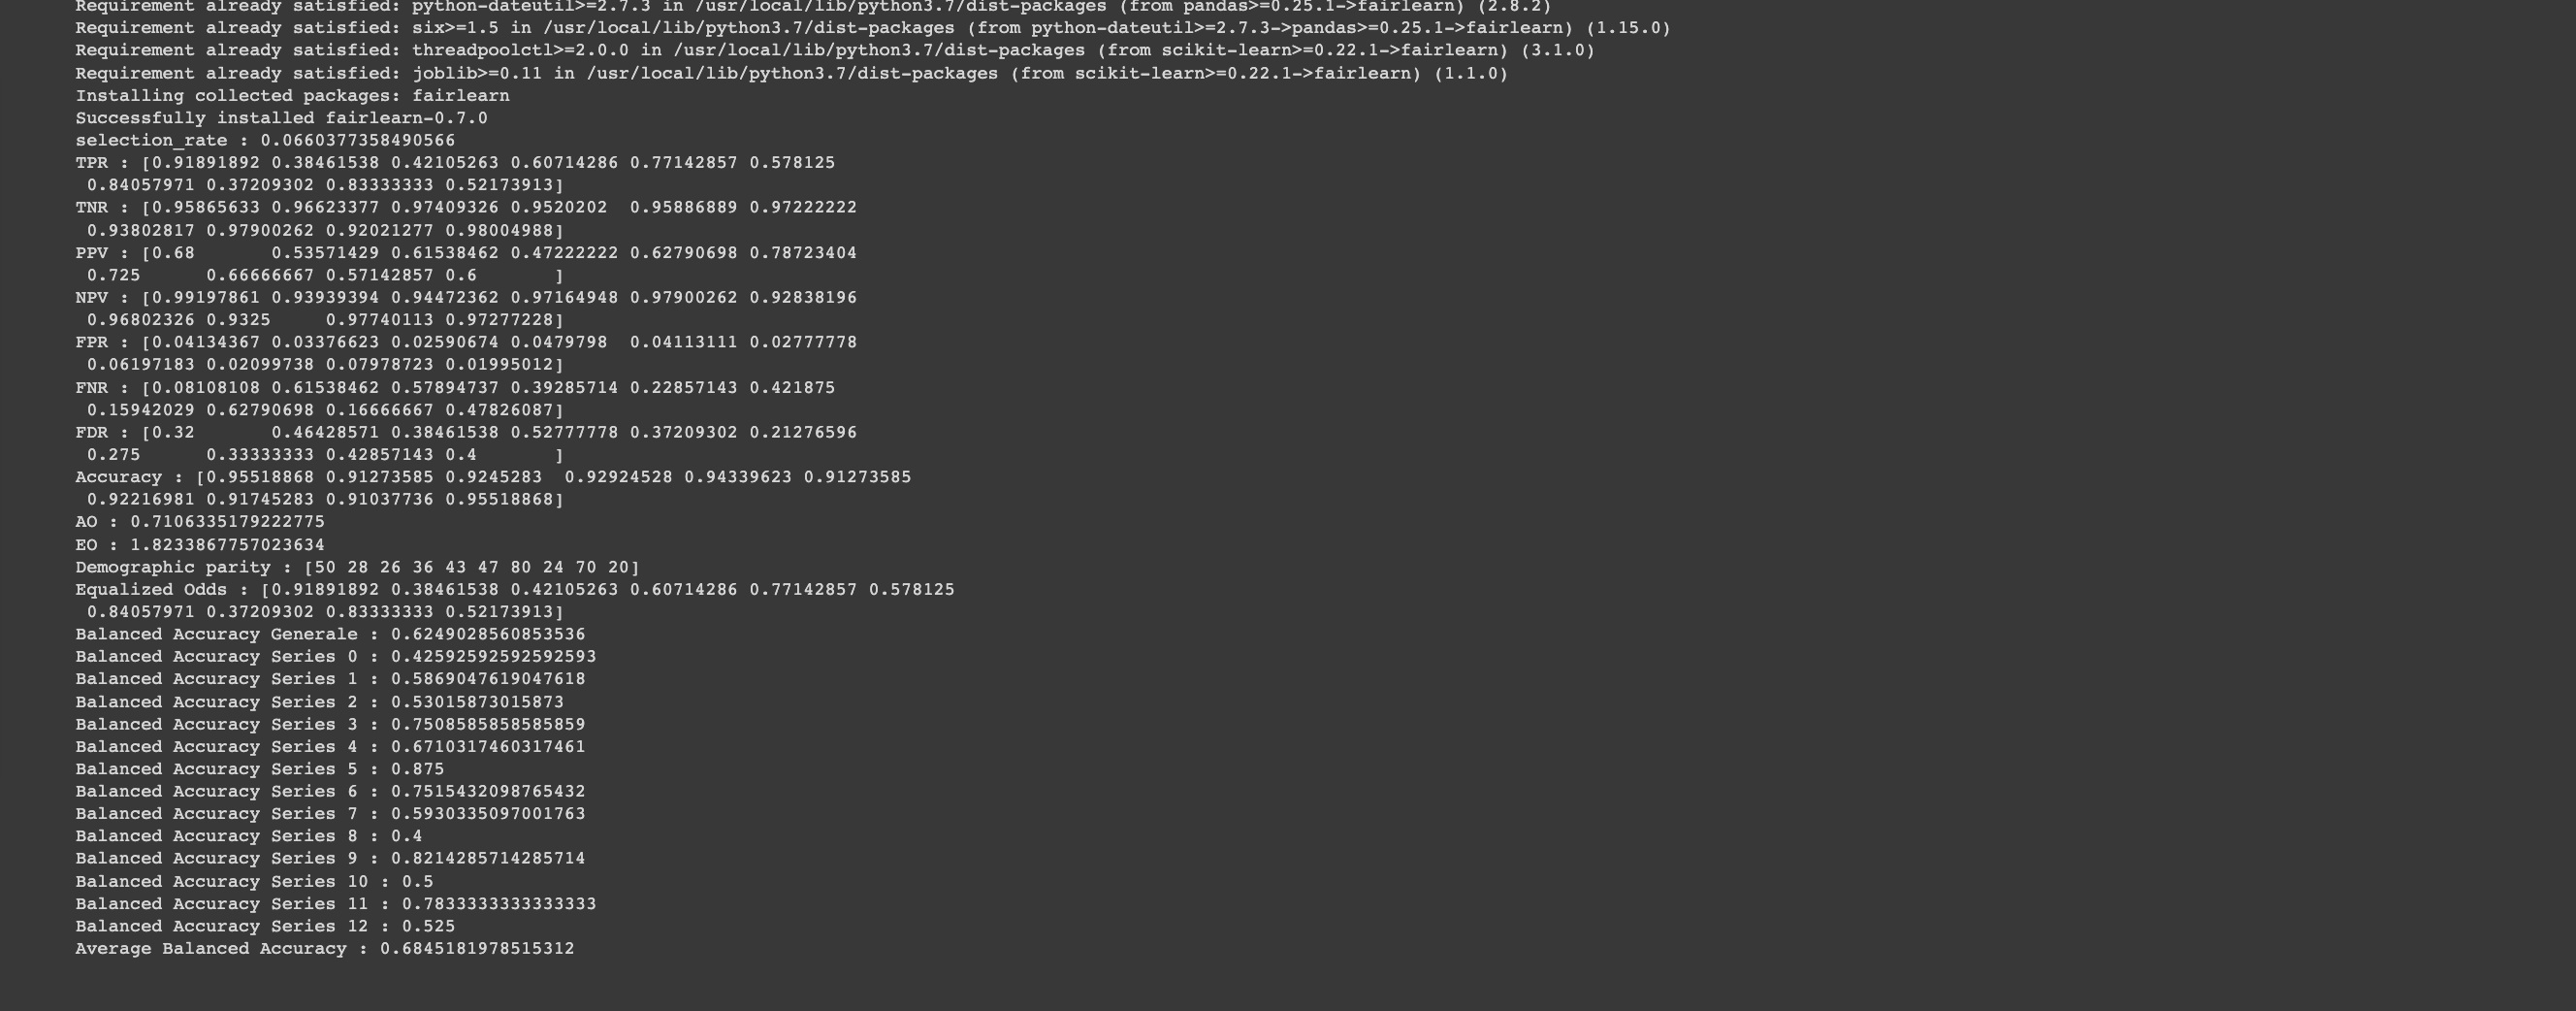 Requirement already satisfied: python-dateutil>=2.7.3 in /usr/local/lib/python3.7/dist-packages (from pandas>=0.25.1->fairlearn) (2.8.2)
Requirement already satisfied: six>=1.5 in /usr/local/lib/python3.7/dist-packages (from python-dateutil>=2.7.3->pandas>=0.25.1->fairlearn) (1.15.0)
Requirement already satisfied: threadpoolctl>=2.0.0 in /usr/local/lib/python3.7/dist-packages (from scikit-learn>=0.22.1->fairlearn) (3.1.0)
Requirement already satisfied: joblib>=0.11 in /usr/local/lib/python3.7/dist-packages (from scikit-learn>=0.22.1->fairlearn) (1.1.0)
Installing collected packages: fairlearn
Successfully installed fairlearn-0.7.0
selection_rate : 0.0660377358490566
TPR : [0.91891892 0.38461538 0.42105263 0.60714286 0.77142857 0.578125
 0.84057971 0.37209302 0.83333333 0.52173913]
TNR : [0.95865633 0.96623377 0.97409326 0.9520202  0.95886889 0.97222222
 0.93802817 0.97900262 0.92021277 0.98004988]
PPV : [0.68       0.53571429 0.61538462 0.47222222 0.62790698 0.78723404
 0.725      0.66666667 0.57142857 0.6       ]
NPV : [0.99197861 0.93939394 0.94472362 0.97164948 0.97900262 0.92838196
 0.96802326 0.9325     0.97740113 0.97277228]
FPR : [0.04134367 0.03376623 0.02590674 0.0479798  0.04113111 0.02777778
 0.06197183 0.02099738 0.07978723 0.01995012]
FNR : [0.08108108 0.61538462 0.57894737 0.39285714 0.22857143 0.421875
 0.15942029 0.62790698 0.16666667 0.47826087]
FDR : [0.32       0.46428571 0.38461538 0.52777778 0.37209302 0.21276596
 0.275      0.33333333 0.42857143 0.4       ]
Accuracy : [0.95518868 0.91273585 0.9245283  0.92924528 0.94339623 0.91273585
 0.92216981 0.91745283 0.91037736 0.95518868]
AO : 0.7106335179222775
EO : 1.8233867757023634
Demographic parity : [50 28 26 36 43 47 80 24 70 20]
Equalized Odds : [0.91891892 0.38461538 0.42105263 0.60714286 0.77142857 0.578125
 0.84057971 0.37209302 0.83333333 0.52173913]
Balanced Accuracy Generale : 0.6249028560853536
Balanced Accuracy Series 0 : 0.42592592592592593
Balanced Accuracy Series 1 : 0.5869047619047618
Balanced Accuracy Series 2 : 0.53015873015873
Balanced Accuracy Series 3 : 0.7508585858585859
Balanced Accuracy Series 4 : 0.6710317460317461
Balanced Accuracy Series 5 : 0.875
Balanced Accuracy Series 6 : 0.7515432098765432
Balanced Accuracy Series 7 : 0.5930335097001763
Balanced Accuracy Series 8 : 0.4
Balanced Accuracy Series 9 : 0.8214285714285714
Balanced Accuracy Series 10 : 0.5
Balanced Accuracy Series 11 : 0.7833333333333333
Balanced Accuracy Series 12 : 0.525
Average Balanced Accuracy : 0.6845181978515312